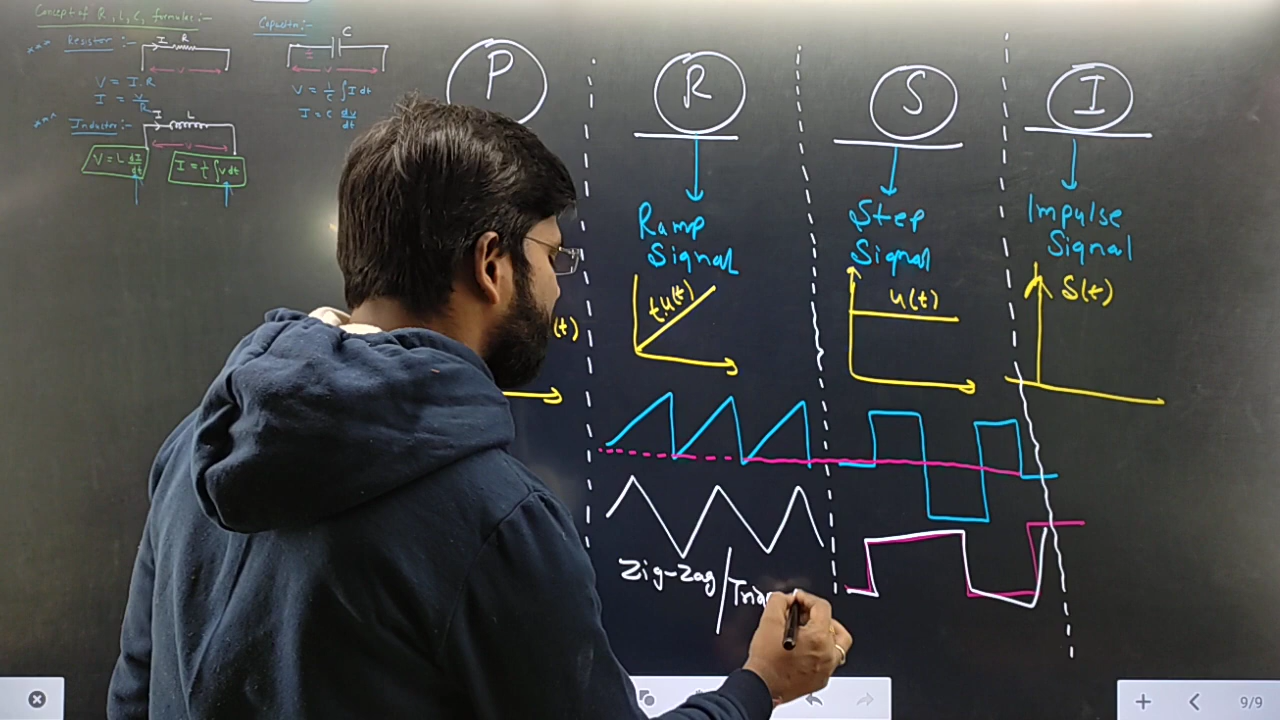 Concept of R, L, C, formulas:-
Resistor :-
I R
V
V = I.R
I = V/R
Inductor:-
I L
V
V = L dI/dt
I = 1/L ∫v dt
Capacitor:-
C
V
V = 1/C ∫I dt
I = C dv/dt
P
(t)
R
Ramp
Signal
t.u(t)
Zig-Zag/
S
Step
Signal
u(t)
I
Impulse
Signal
δ(t)
9/9